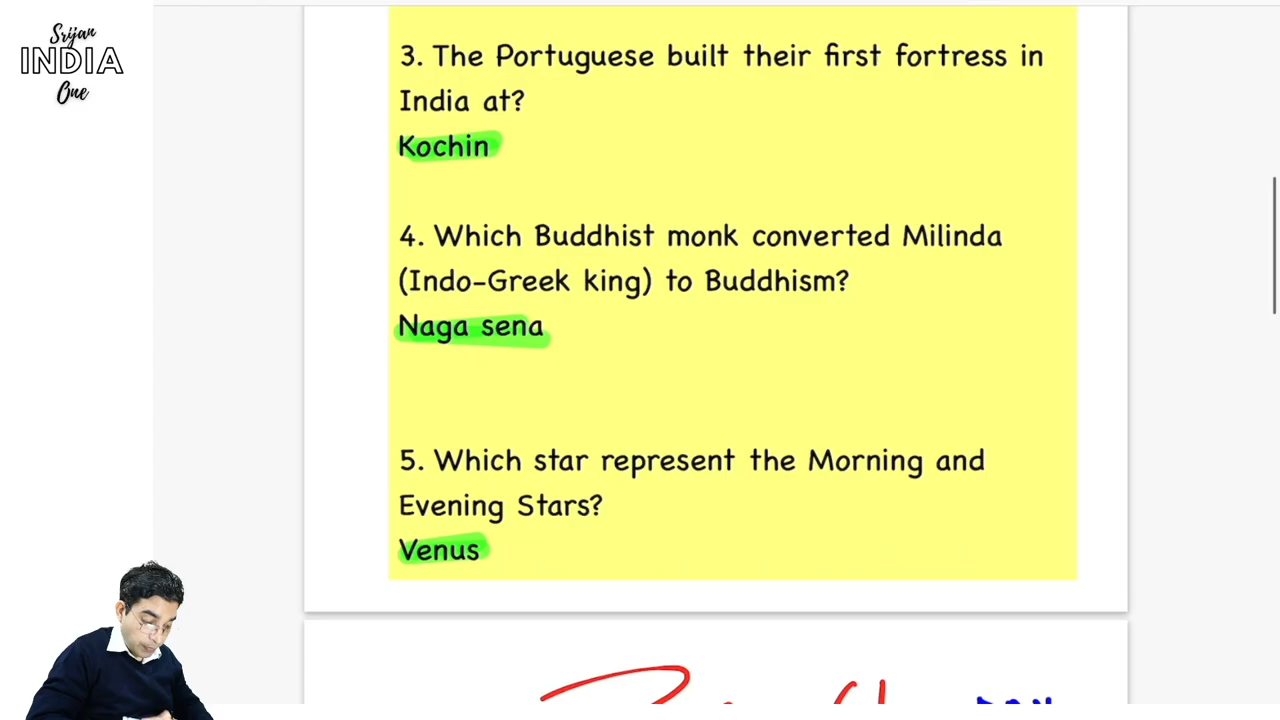 Srijan
INDIA
One
3. The Portuguese built their first fortress in
India at?
Kochin
4. Which Buddhist monk converted Milinda
(Indo-Greek king) to Buddhism?
Naga sena
5. Which star represent the Morning and
Evening Stars?
Venus